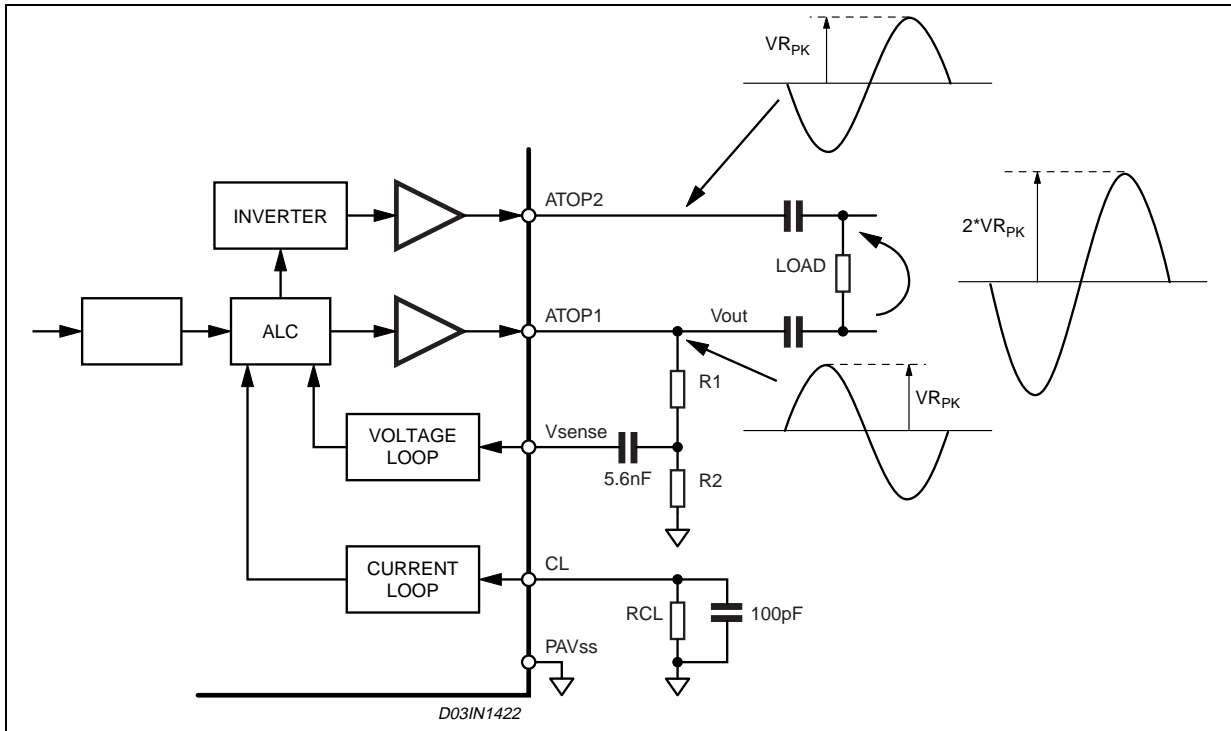 VR_PK
INVERTER
ATOP2
2*VR_PK
LOAD
ALC
ATOP1
Vout
R1
VR_PK
VOLTAGE
LOOP
Vsense
5.6nF
R2
CURRENT
LOOP
CL
RCL
100pF
PAVss
D03IN1422